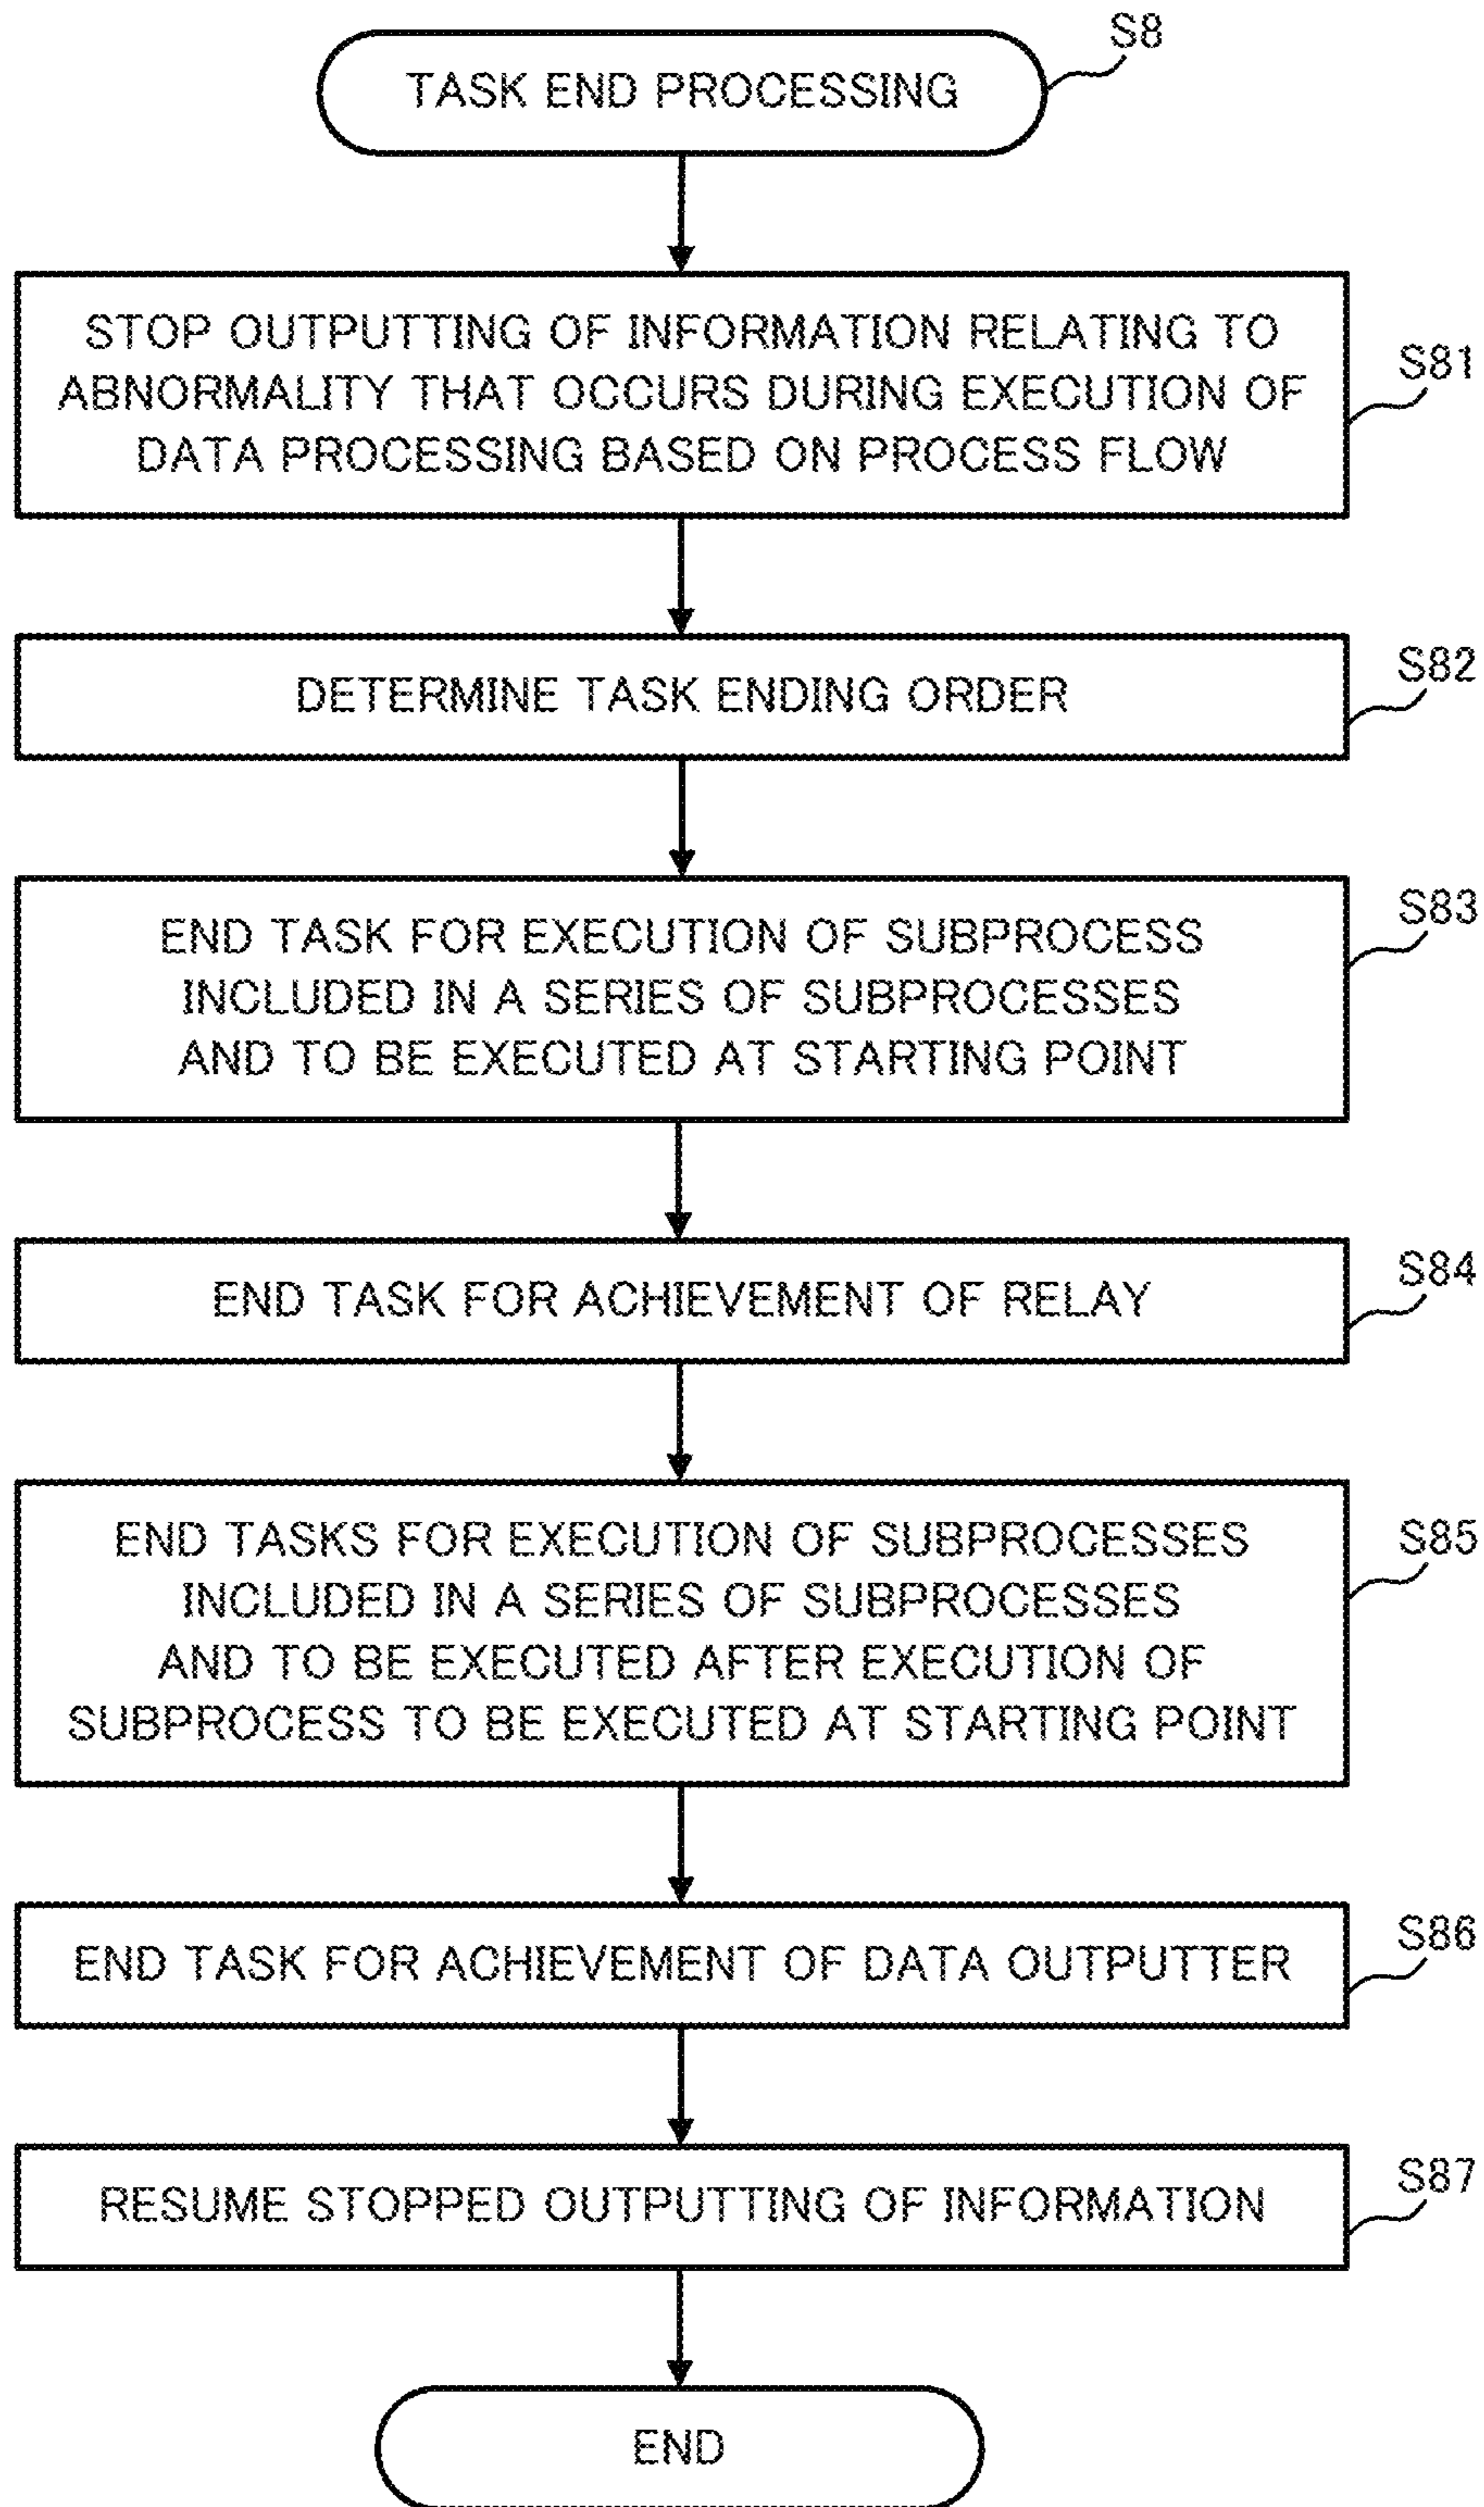 S8
TASK END PROCESSING
STOP OUTPUTTING OF INFORMATION RELATING TO
ABNORMALITY THAT OCCURS DURING EXECUTION OF
DATA PROCESSING BASED ON PROCESS FLOW
S81
DETERMINE TASK ENDING ORDER
S82
END TASK FOR EXECUTION OF SUBPROCESS
INCLUDED IN A SERIES OF SUBPROCESSES
AND TO BE EXECUTED AT STARTING POINT
S83
END TASK FOR ACHIEVEMENT OF RELAY
S84
END TASKS FOR EXECUTION OF SUBPROCESSES
INCLUDED IN A SERIES OF SUBPROCESSES
AND TO BE EXECUTED AFTER EXECUTION OF
SUBPROCESS TO BE EXECUTED AT STARTING POINT
S85
END TASK FOR ACHIEVEMENT OF DATA OUTPUTTER
S86
RESUME STOPPED OUTPUTTING OF INFORMATION
S87
END